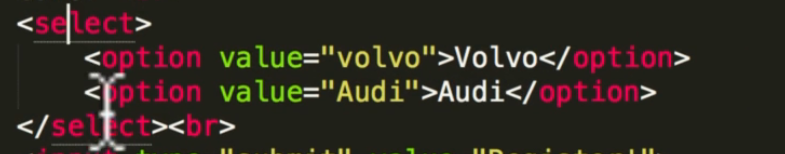 <select>
<option value="volvo">Volvo</option>
<option value="Audi">Audi</option>
</select><br>